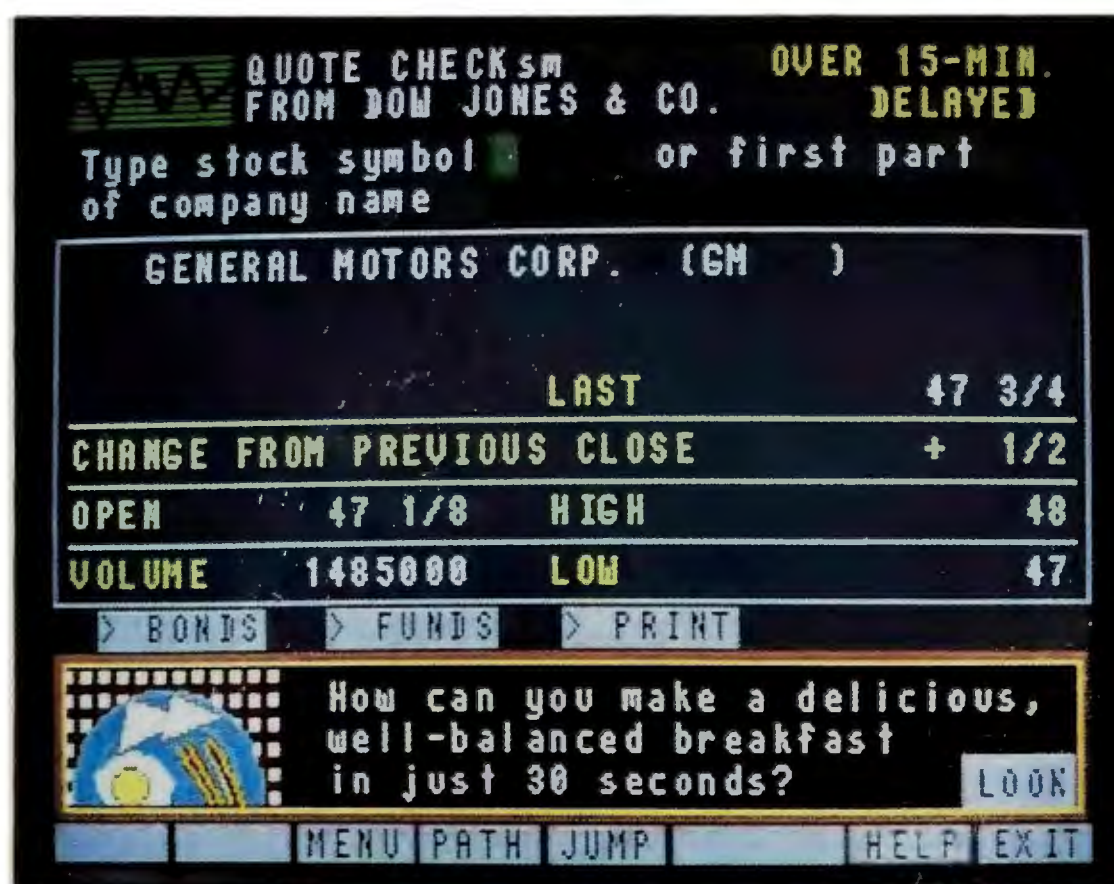 QUOTE CHECKsm
FROM DOW JONES & CO.
OVER 15-MIN.
DELAYED
Type stock symbol or first part
of company name
GENERAL MOTORS CORP. (GM )
LAST 47 3/4
CHANGE FROM PREVIOUS CLOSE + 1/2
OPEN 47 1/8 HIGH 48
VOLUME 1485000 LOW 47
> BONDS > FUNDS > PRINT
How can you make a delicious,
well-balanced breakfast
in just 30 seconds?
LOOK
MENU PATH JUMP HELP EXIT